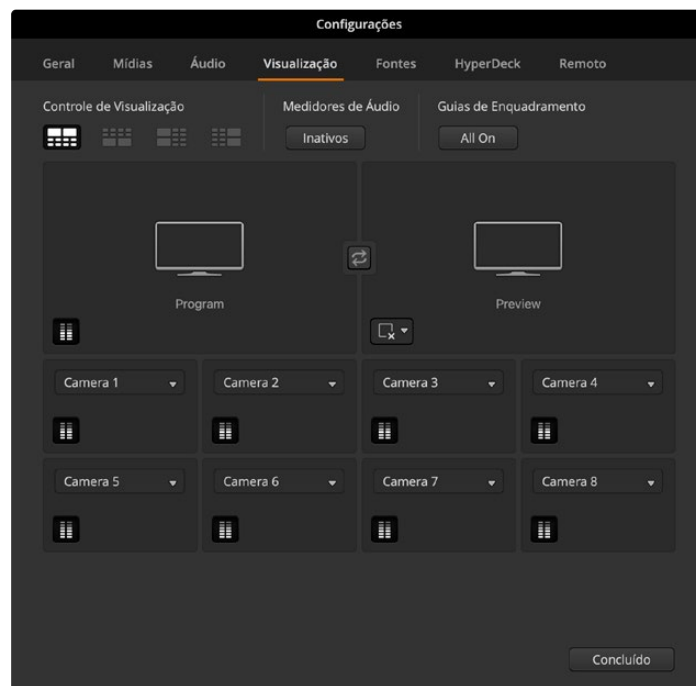 Configurações
Geral Mídias Áudio Visualização Fontes HyperDeck Remoto
Controle de Visualização Medidores de Áudio Guias de Enquadramento
Inativos All On
Program Preview
Camera 1 Camera 2 Camera 3 Camera 4
Camera 5 Camera 6 Camera 7 Camera 8
Concluído